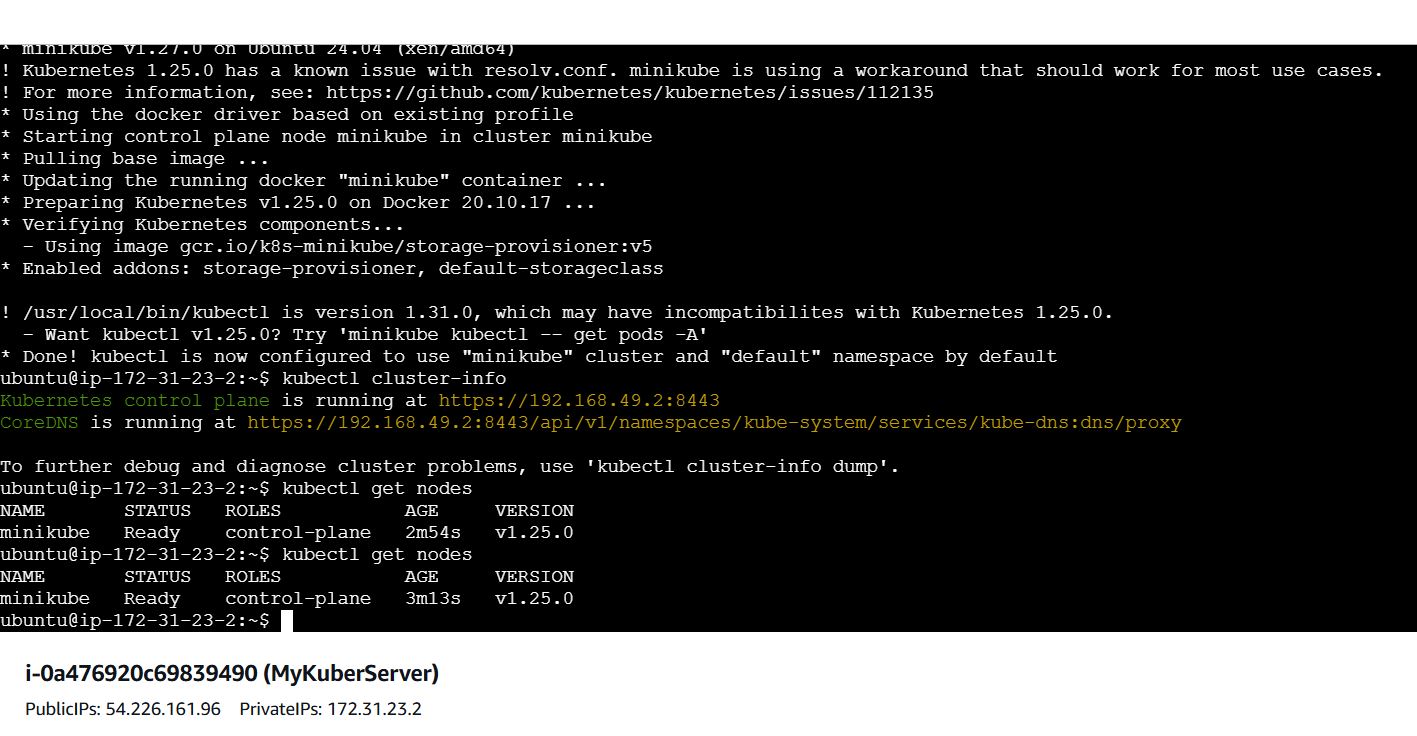 * minikube v1.27.0 on Ubuntu 24.04 (xen/amd64)
! Kubernetes 1.25.0 has a known issue with resolv.conf. minikube is using a workaround that should work for most use cases.
! For more information, see: https://github.com/kubernetes/kubernetes/issues/112135
* Using the docker driver based on existing profile
* Starting control plane node minikube in cluster minikube
* Pulling base image ...
* Updating the running docker "minikube" container ...
* Preparing Kubernetes v1.25.0 on Docker 20.10.17 ...
* Verifying Kubernetes components...
  - Using image gcr.io/k8s-minikube/storage-provisioner:v5
* Enabled addons: storage-provisioner, default-storageclass
! /usr/local/bin/kubectl is version 1.31.0, which may have incompatibilites with Kubernetes 1.25.0.
  - Want kubectl v1.25.0? Try 'minikube kubectl -- get pods -A'
* Done! kubectl is now configured to use "minikube" cluster and "default" namespace by default
ubuntu@ip-172-31-23-2:~$ kubectl cluster-info
Kubernetes control plane is running at https://192.168.49.2:8443
CoreDNS is running at https://192.168.49.2:8443/api/v1/namespaces/kube-system/services/kube-dns:dns/proxy
To further debug and diagnose cluster problems, use 'kubectl cluster-info dump'.
ubuntu@ip-172-31-23-2:~$ kubectl get nodes
NAME       STATUS   ROLES           AGE     VERSION
minikube   Ready    control-plane   2m54s   v1.25.0
ubuntu@ip-172-31-23-2:~$ kubectl get nodes
NAME       STATUS   ROLES           AGE     VERSION
minikube   Ready    control-plane   3m13s   v1.25.0
ubuntu@ip-172-31-23-2:~$
i-0a476920c69839490 (MyKuberServer)
PublicIPs: 54.226.161.96    PrivateIPs: 172.31.23.2